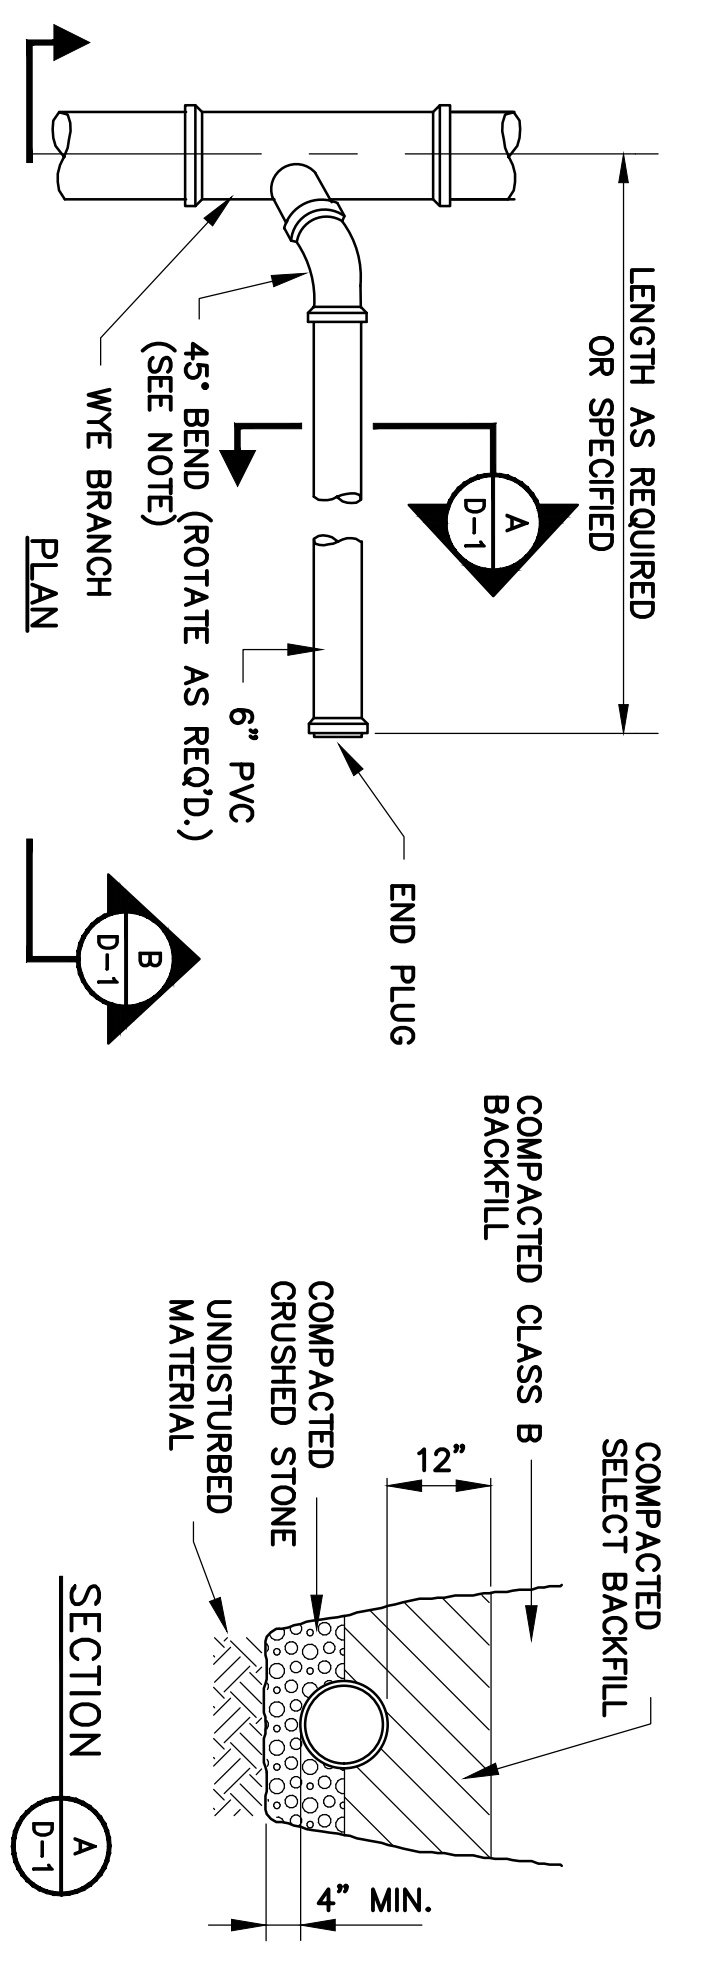 LENGTH AS REQUIRED
OR SPECIFIED
A
D-1
END PLUG
6" PVC
45° BEND (ROTATE AS REQ'D.)
(SEE NOTE)
WYE BRANCH
PLAN
B
D-1
COMPACTED
SELECT BACKFILL
COMPACTED CLASS B
BACKFILL
12"
COMPACTED
CRUSHED STONE
UNDISTURBED
MATERIAL
4" MIN.
SECTION
A
D-1